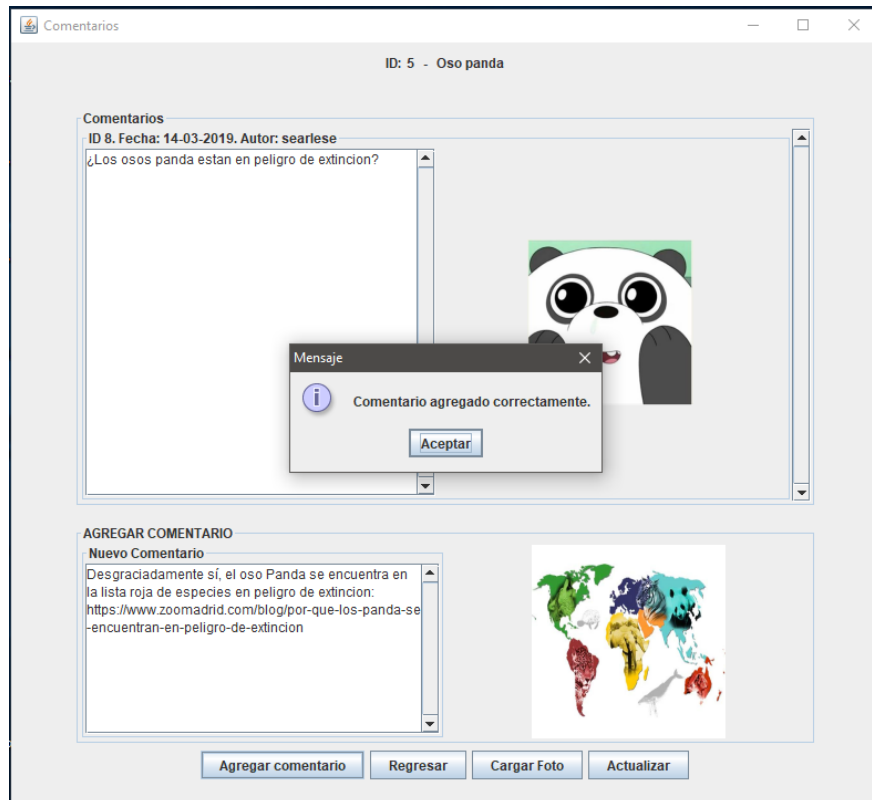 Comentarios
ID: 5 - Oso panda
Comentarios
ID 8. Fecha: 14-03-2019. Autor: searlese
¿Los osos panda estan en peligro de extincion?
Mensaje
i
Comentario agregado correctamente.
Aceptar
AGREGAR COMENTARIO
Nuevo Comentario
Desgraciadamente sí, el oso Panda se encuentra en
la lista roja de especies en peligro de extincion:
https://www.zoomadrid.com/blog/por-que-los-panda-se
-encuentran-en-peligro-de-extincion
Agregar comentario
Regresar
Cargar Foto
Actualizar